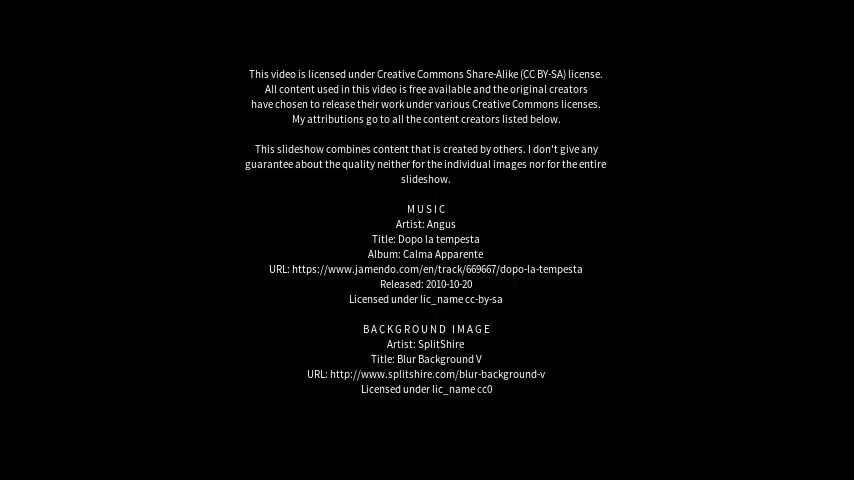 This video is licensed under Creative Commons Share-Alike (CC BY-SA) license.
All content used in this video is free available and the original creators
have chosen to release their work under various Creative Commons licenses.
My attributions go to all the content creators listed below.
This slideshow combines content that is created by others. I don't give any
guarantee about the quality neither for the individual images nor for the entire
slideshow.
MUSIC
Artist: Angus
Title: Dopo la tempesta
Album: Calma Apparente
URL: https://www.jamendo.com/en/track/669667/dopo-la-tempesta
Released: 2010-10-20
Licensed under lic_name cc-by-sa
BACKGROUND IMAGE
Artist: SplitShire
Title: Blur Background V
URL: http://www.splitshire.com/blur-background-v
Licensed under lic_name cc0